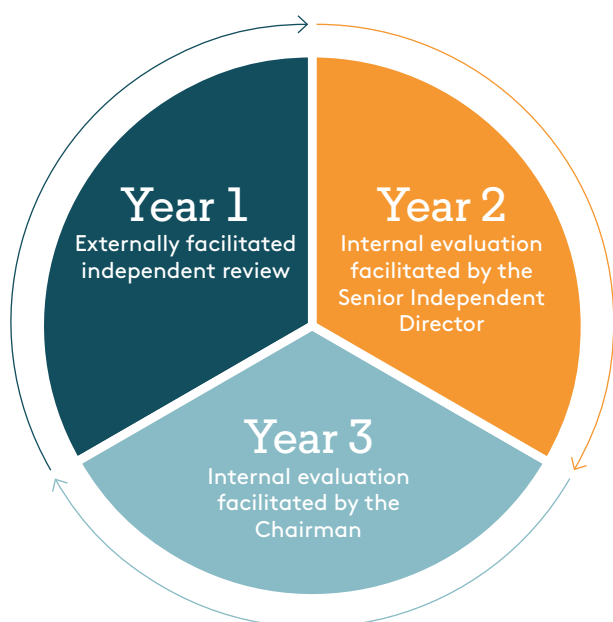 Year 1
Externally facilitated
independent review
Year 2
Internal evaluation
facilitated by the
Senior Independent
Director
Year 3
Internal evaluation
facilitated by the
Chairman